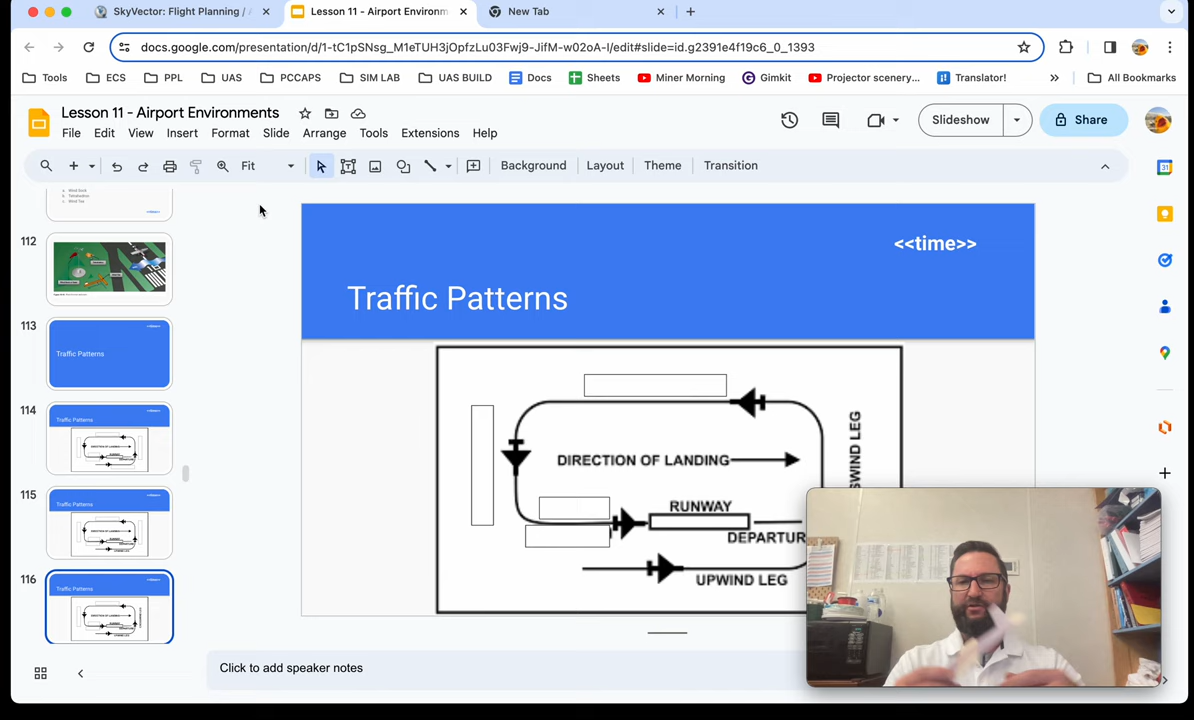 SkyVector: Flight Planning / A
Lesson 11 - Airport Environm
New Tab
docs.google.com/presentation/d/1-tC1pSNsg_M1eTUH3jOpfzLu03Fwj9-JifM-w02oA-I/edit#slide=id.g2391e4f19c6_0_1393
Tools
ECS
PPL
UAS
PCCAPS
SIM LAB
UAS BUILD
Docs
Sheets
Miner Morning
Gimkit
Projector scenery...
Translator!
All Bookmarks
Lesson 11 - Airport Environments
File Edit View Insert Format Slide Arrange Tools Extensions Help
Slideshow
Share
Fit
Background
Layout
Theme
Transition
112
113
Traffic Patterns
114
Traffic Patterns
115
Traffic Patterns
116
Traffic Patterns
<<time>>
Traffic Patterns
SWIND LEG
DIRECTION OF LANDING
RUNWAY
DEPARTUR
UPWIND LEG
Click to add speaker notes